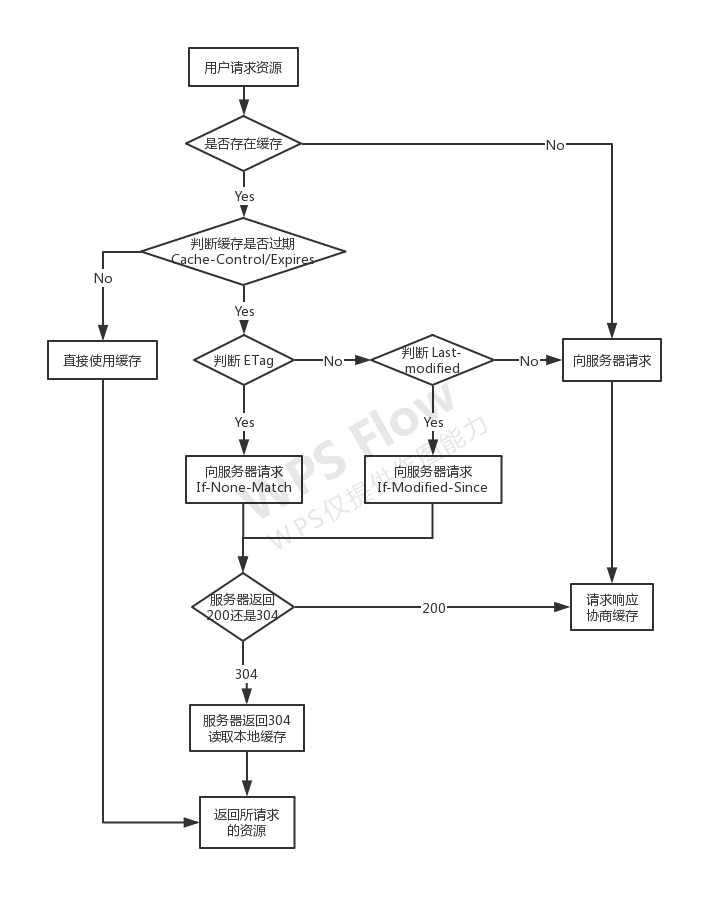 用户请求资源
是否存在缓存
No
Yes
判断缓存是否过期
Cache-Control/Expires
No
Yes
直接使用缓存
判断 ETag
No
判断 Last-
modified
No
向服务器请求
Yes
Yes
向服务器请求
If-None-Match
向服务器请求
If-Modified-Since
WPS Flow
WPS仅提供作图能力
服务器返回
200还是304
200
请求响应
协商缓存
304
服务器返回304
读取本地缓存
返回所请求
的资源